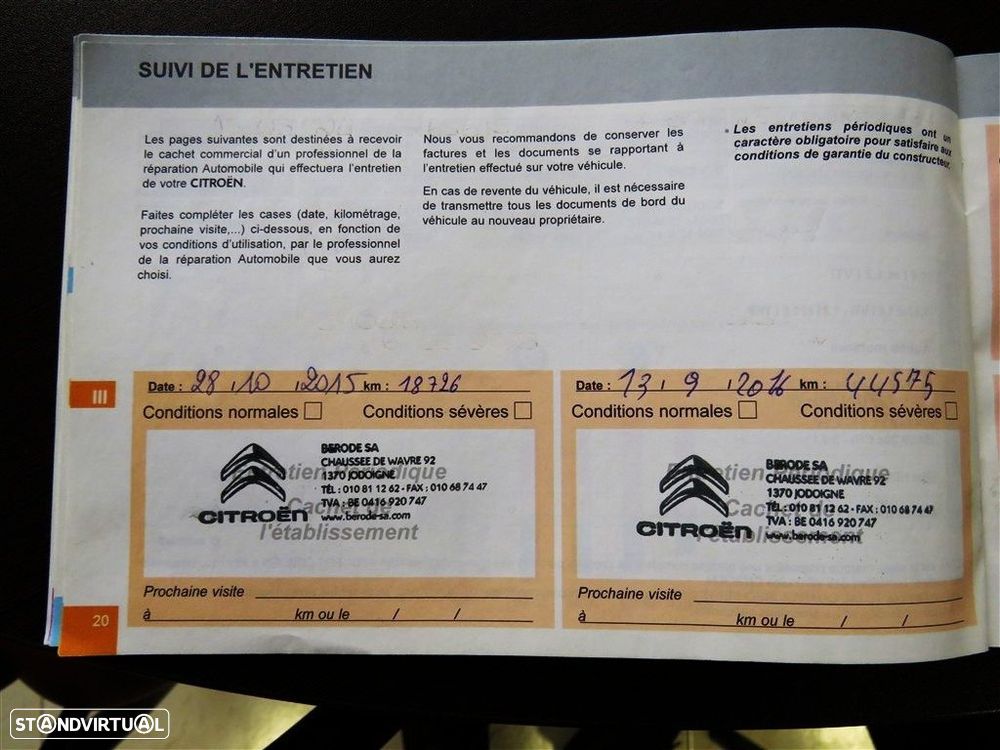 SUIVI DE L'ENTRETIEN
Les pages suivantes sont destinées à recevoir
le cachet commercial d'un professionnel de la
réparation Automobile qui effectuera l'entretien
de votre CITROËN.
Faites compléter les cases (date, kilométrage,
prochaine visite,...) ci-dessous, en fonction de
vos conditions d'utilisation, par le professionnel
de la réparation Automobile que vous aurez
choisi.
Nous vous recommandons de conserver les
factures et les documents se rapportant à
l'entretien effectué sur votre véhicule.
En cas de revente du véhicule, il est nécessaire
de transmettre tous les documents de bord du
véhicule au nouveau propriétaire.
Les entretiens périodiques ont un
caractère obligatoire pour satisfaire aux
conditions de garantie du constructeur.
III
Date : 28 .10 .2015 km : 18726
Conditions normales Conditions sévères
Entretien Périodique
Cachet de
l'établissement
BERODE SA
CHAUSSEE DE WAVRE 92
1370 JODOIGNE
TÉL : 010 81 12 62 - FAX : 010 68 74 47
TVA : BE 0416 920 747
www.berode-sa.com
CITROËN
Prochaine visite
à km ou le / /
Date : 13. 9 .2016 km : 44575
Conditions normales Conditions sévères
Entretien Périodique
Cachet de
l'établissement
BERODE SA
CHAUSSEE DE WAVRE 92
1370 JODOIGNE
TÉL : 010 81 12 62 - FAX : 010 68 74 47
TVA : BE 0416 920 747
www.berode-sa.com
CITROËN
Prochaine visite
à km ou le / /
20
STANDVIRTUAL